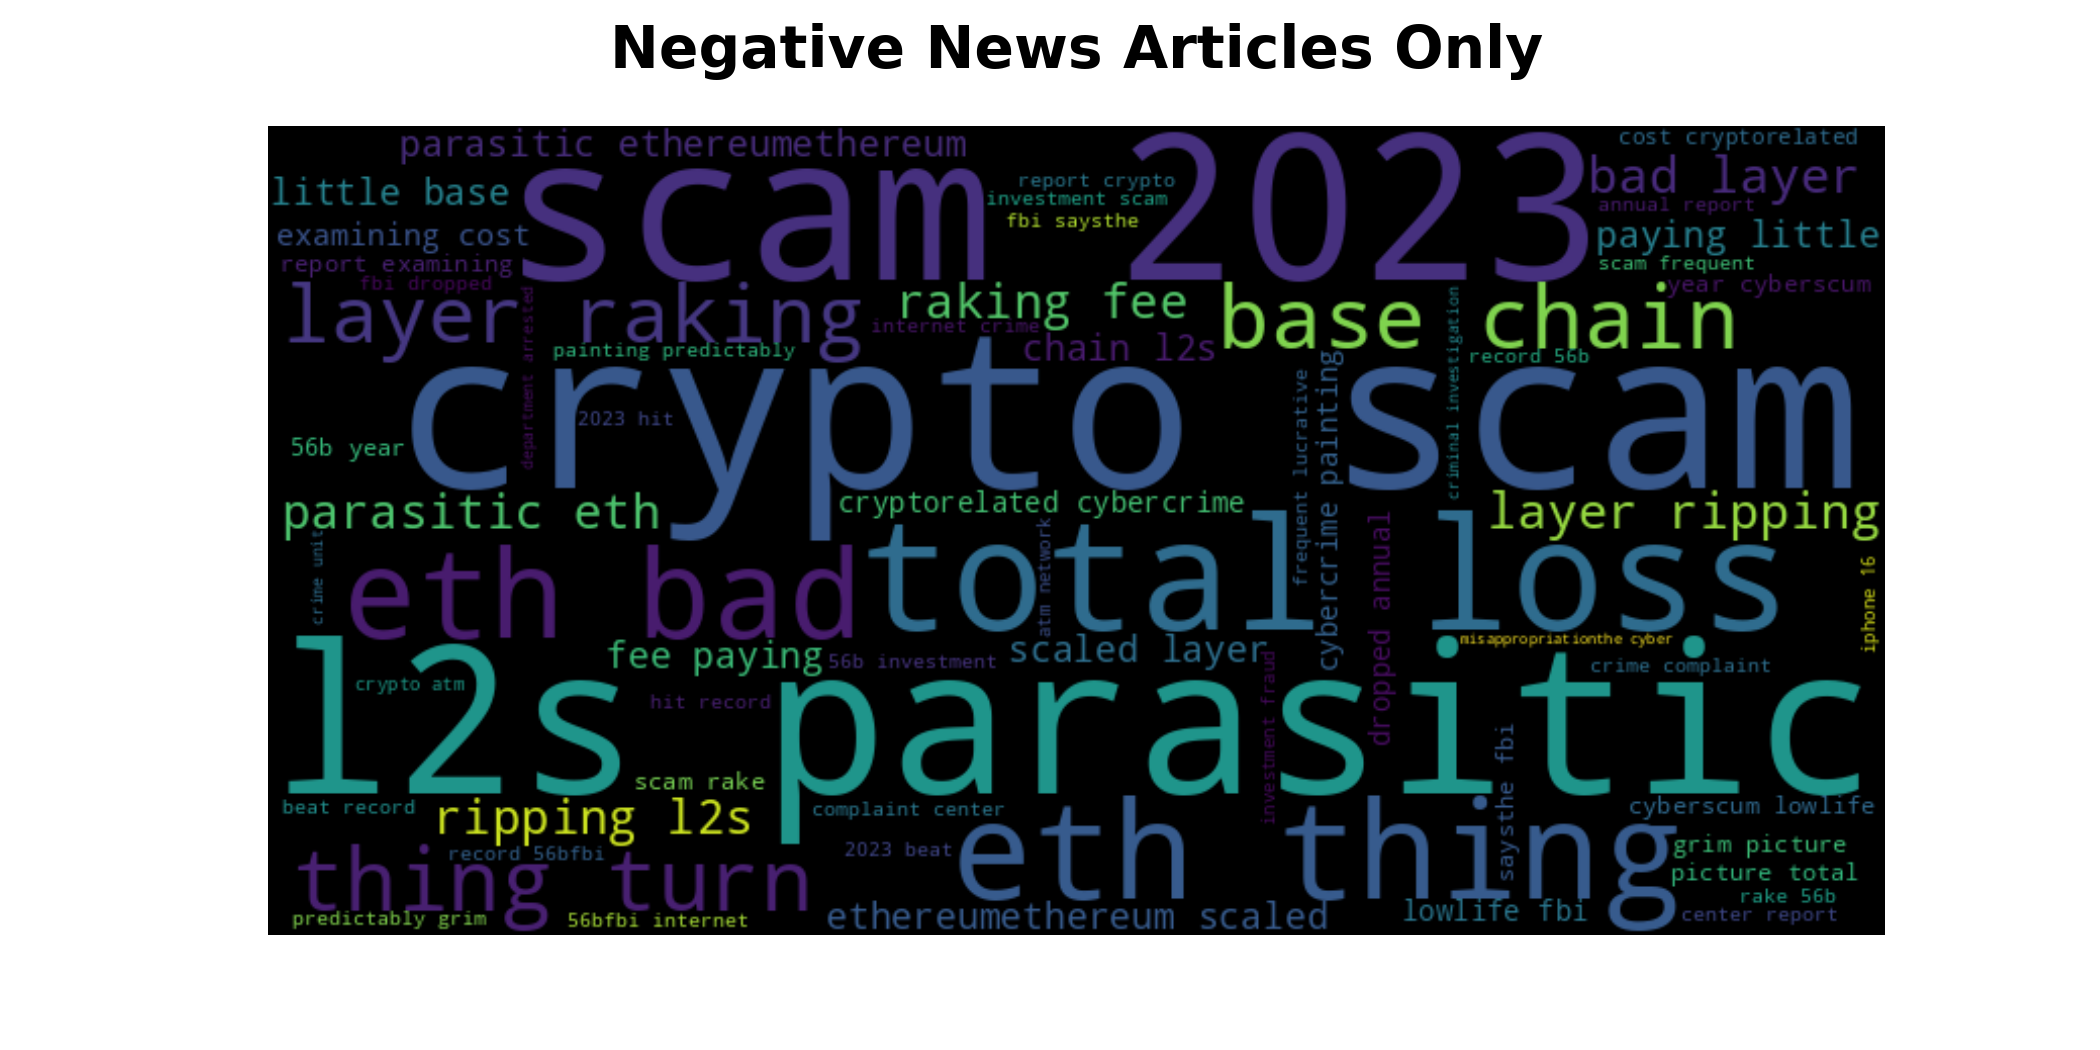 Negative News Articles Only
parasitic ethereumethereum
scam 2023
cost cryptorelated
bad layer
little base
report crypto
investment scam
fbi saysthe
annual report
examining cost
paying little
report examining
scam frequent
fbi dropped
year cyberscum
layer raking
raking fee
base chain
internet crime
chain l2s
painting predictably
record 56b
department arrested
criminal investigation
crypto scam
2023 hit
56b year
frequent lucrative
cybercrime painting
parasitic eth
cryptorelated cybercrime
layer ripping
total loss
eth bad
crime unit
atm network
dropped annual
iphone 16
misappropriationthe cyber
l2s parasitic
fee paying
56b investment
scaled layer
crime complaint
crypto atm
hit record
investment fraud
saysthe fbi
scam rake
beat record
ripping l2s
complaint center
cyberscum lowlife
eth thing
2023 beat
record 56bfbi
thing turn
grim picture
picture total
rake 56b
predictably grim
56bfbi internet
ethereumethereum scaled
lowlife fbi
center report